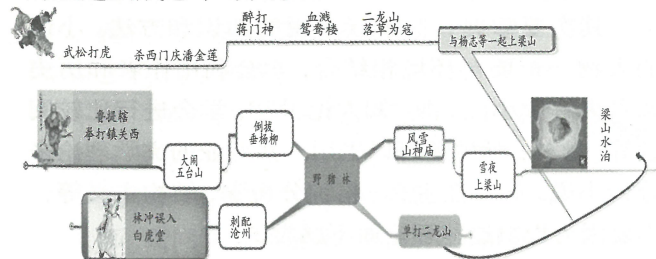 醉打
蒋门神
血溅
鸳鸯楼
二龙山
落草为寇
武松打虎
杀西门庆潘金莲
与杨志等一起上梁山
鲁提辖
拳打镇关西
大闹
五台山
倒拔
垂杨柳
野猪林
风雪
山神庙
雪夜
上梁山
梁山水泊
林冲误入
白虎堂
刺配
沧州
单打二龙山